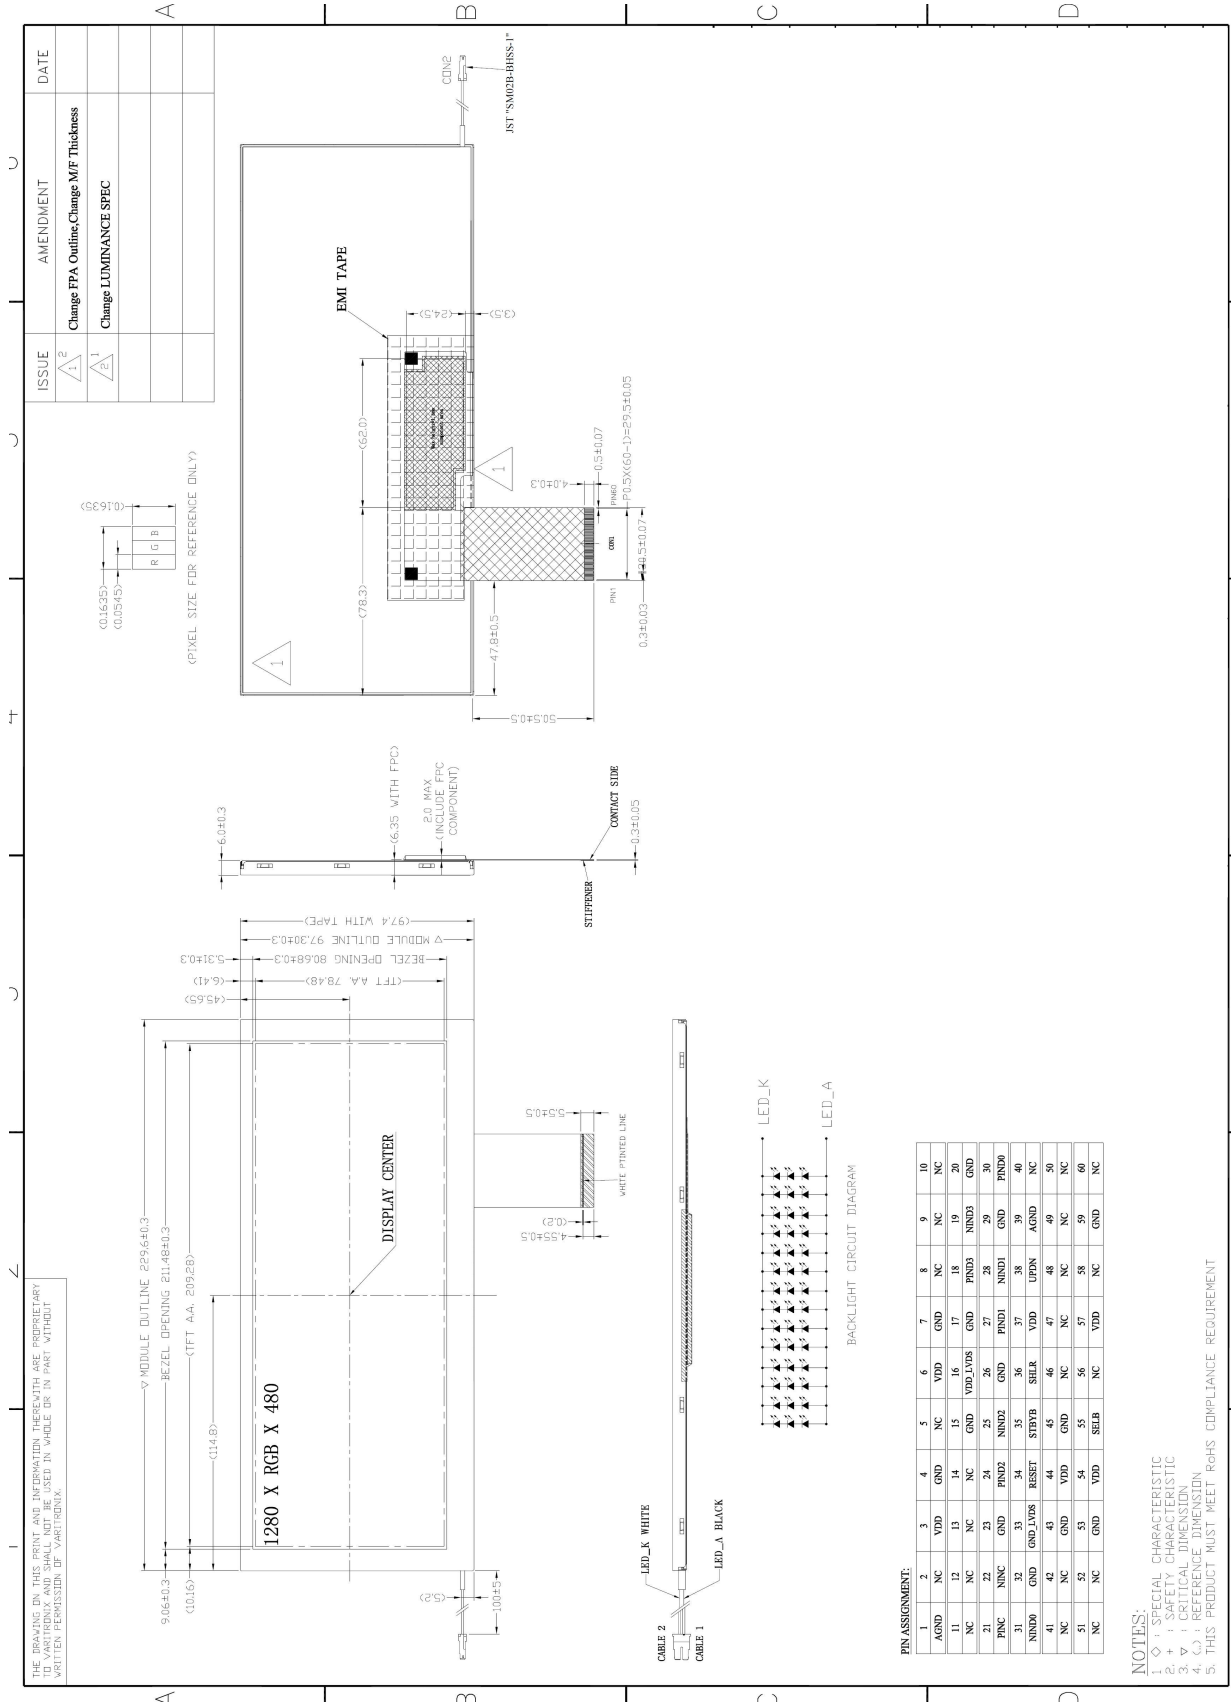 THE DRAWING ON THIS PRINT AND INFORMATION THEREWITH ARE PROPRIETARY
TO VARITRONIX AND SHALL NOT BE USED IN WHOLE OR IN PART WITHOUT
WRITTEN PERMISSION OF VARITRONIX.
ISSUE AMENDMENT DATE
1 2 Change FPA Outline,Change M/F Thickness
2 1 Change LUMINANCE SPEC
A
B
C
D
▽ MODULE OUTLINE 229.6±0.3
BEZEL OPENING 211.48±0.3
(TFT A.A. 209.28)
9.06±0.3
(10.16)
(114.8)
1280 X RGB X 480
DISPLAY CENTER
(45.65)
(6.41)
5.31±0.3
(TFT A.A. 78.48)
BEZEL OPENING 80.68±0.3
▽ MODULE OUTLINE 97.30±0.3
(97.4 WITH TAPE)
(5.2)
100±5
4.55±0.5
(0.2)
5.5±0.5
WHITE PTINTED LINE
6.0±0.3
(6.35 WITH FPC)
2.0 MAX
(INCLUDE FPC
COMPONENT)
STIFFENER
CONTACT SIDE
0.3±0.05
(0.1635)
(0.0545)
(0.1635)
R G B
(PIXEL SIZE FOR REFERENCE ONLY)
1
EMI TAPE
(78.3)
(62.0)
(24.5)
(3.5)
1
47.8±0.5
50.5±0.5
4.0±0.3
0.5±0.07
P0.5X(60-1)=29.5±0.05
0.3±0.03
PIN1
CON1
PIN60
CON2
JST "SM02B-BHSS-1"
CABLE 2
CABLE 1
LED_K WHITE
LED_A BLACK
LED_K
LED_A
BACKLIGHT CIRCUIT DIAGRAM
PIN ASSIGNMENT:
1 2 3 4 5 6 7 8 9 10
AGND NC VDD GND NC VDD GND NC NC NC
11 12 13 14 15 16 17 18 19 20
NC NC NC NC GND VDD_LVDS GND PIND3 NIND3 GND
21 22 23 24 25 26 27 28 29 30
PINC NINC GND PIND2 NIND2 GND PIND1 NIND1 GND PIND0
31 32 33 34 35 36 37 38 39 40
NIND0 GND GND_LVDS RESET STBYB SHLR VDD UPDN AGND NC
41 42 43 44 45 46 47 48 49 50
NC NC GND VDD GND NC NC NC NC NC
51 52 53 54 55 56 57 58 59 60
NC NC GND VDD SELB NC VDD NC GND NC
NOTES:
1 ◇ : SPECIAL CHARACTERISTIC
2. + : SAFETY CHARACTERISTIC
3. ▽ : CRITICAL DIMENSION
4. (...) : REFERENCE DIMENSION
5. THIS PRODUCT MUST MEET RoHS COMPLIANCE REQUIREMENT